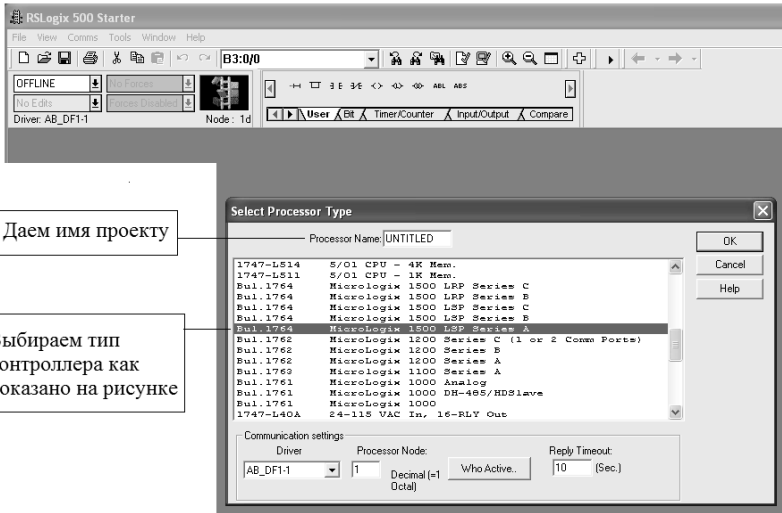 RSLogix 500 Starter
File View Comms Tools Window Help
B3:0/0
OFFLINE
No Forces
No Edits
Forces Disabled
Driver: AB_DF1-1
Node : 1d
ABL ABS
User
Bit
Timer/Counter
Input/Output
Compare
Даем имя проекту
Выбираем тип
контроллера как
показано на рисунке
Select Processor Type
Processor Name: UNTITLED
OK
Cancel
Help
1747-L514 5/01 CPU - 4K Mem.
1747-L511 5/01 CPU - 1K Mem.
Bul.1764 Micrologix 1500 LRP Series C
Bul.1764 Micrologix 1500 LRP Series B
Bul.1764 Micrologix 1500 LSP Series C
Bul.1764 Micrologix 1500 LSP Series B
Bul.1764 Micrologix 1500 LSP Series A
Bul.1762 MicroLogix 1200 Series C (1 or 2 Comm Ports)
Bul.1762 MicroLogix 1200 Series B
Bul.1762 MicroLogix 1200 Series A
Bul.1763 MicroLogix 1100 Series A
Bul.1761 MicroLogix 1000 Analog
Bul.1761 MicroLogix 1000 DH-485/HDSlave
Bul.1761 MicroLogix 1000
1747-L40A 24-115 VAC In, 16-RLY Out
Communication settings
Driver
Processor Node:
Reply Timeout:
AB_DF1-1
1
Decimal (=1
Octal)
Who Active..
10
(Sec.)